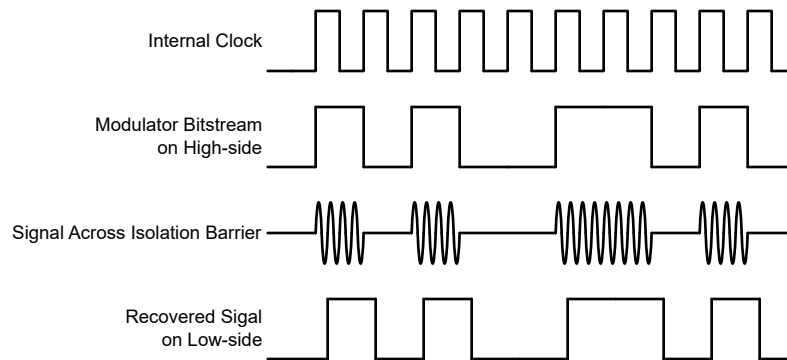 Internal Clock
Modulator Bitstream
on High-side
Signal Across Isolation Barrier
Recovered Sigal
on Low-side